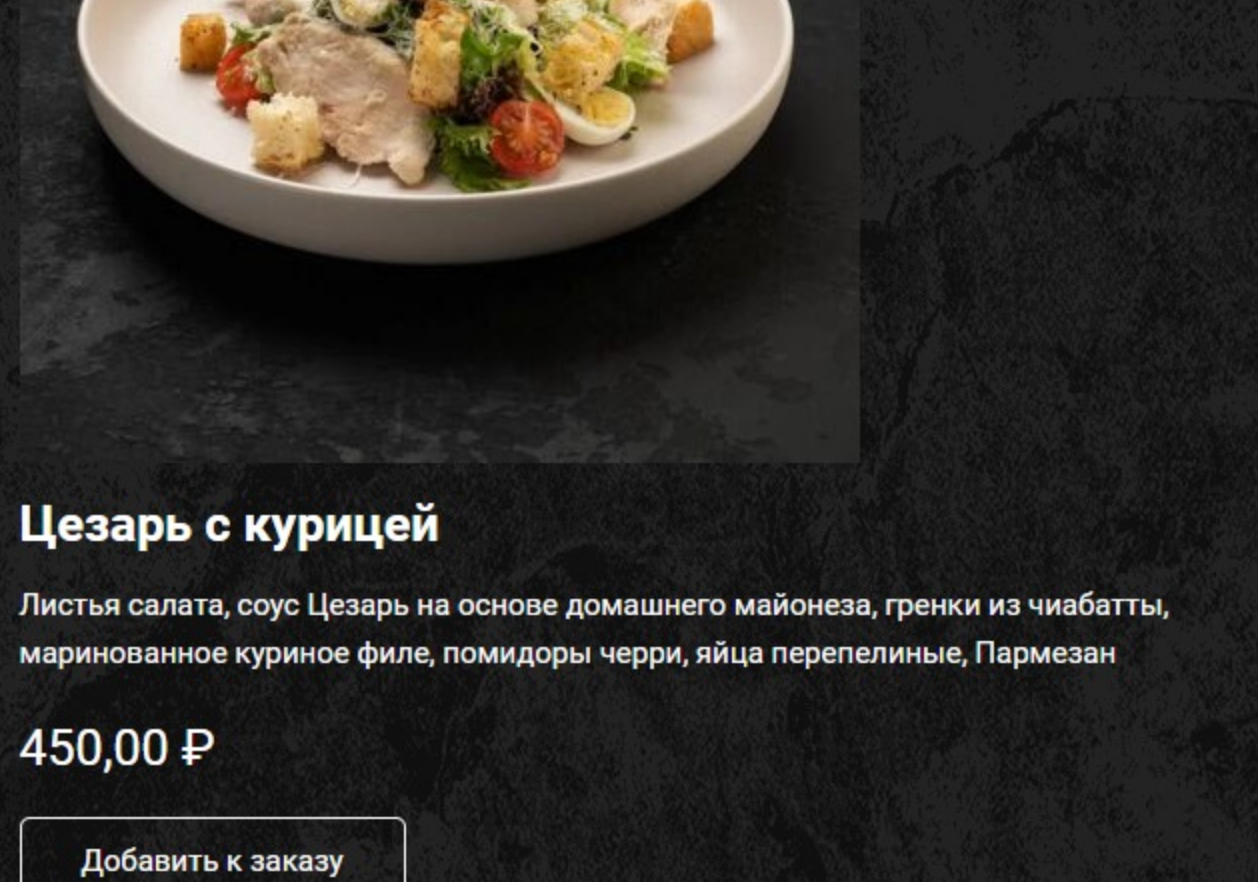 Цезарь с курицей
Листья салата, соус Цезарь на основе домашнего майонеза, гренки из чиабатты,
маринованное куриное филе, помидоры черри, яйца перепелиные, Пармезан
450,00 ₽
Добавить к заказу